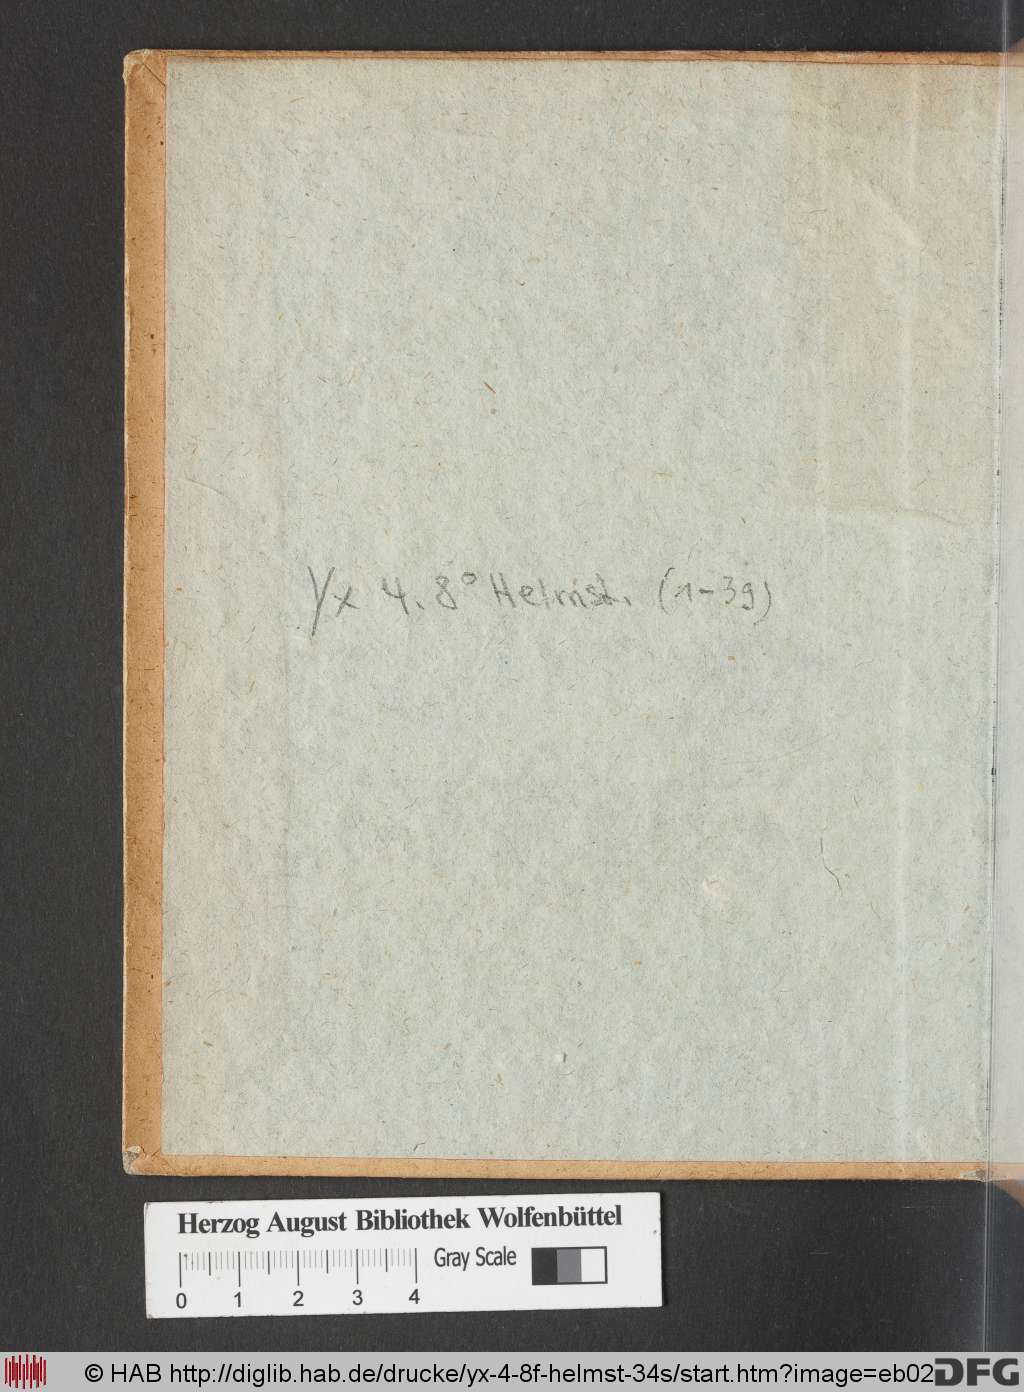 Yx 4. 8° Helmst. (1-39)
Herzog August Bibliothek Wolfenbüttel
Gray Scale
0 1 2 3 4
© HAB http://diglib.hab.de/drucke/yx-4-8f-helmst-34s/start.htm?image=eb02
DFG